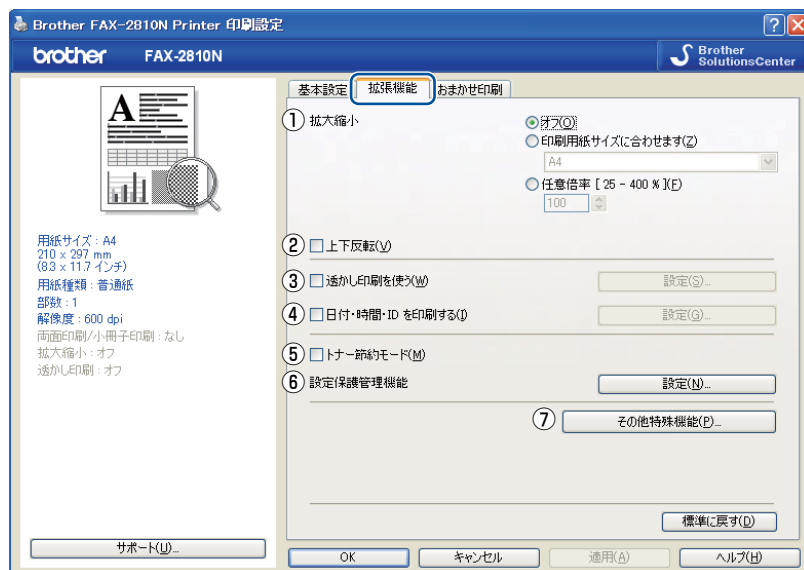 Brother FAX-2810N Printer 印刷設定
brother FAX-2810N
Brother
SolutionsCenter
基本設定 拡張機能 おまかせ印刷
① 拡大縮小
オフ(O)
印刷用紙サイズに合わせます(Z)
A4
任意倍率 [ 25 - 400 % ](F)
100
② 上下反転(V)
③ 透かし印刷を使う(W) 設定(S)...
④ 日付・時間・ID を印刷する(I) 設定(G)...
⑤ トナー節約モード(M)
⑥ 設定保護管理機能 設定(N)...
⑦ その他特殊機能(P)...
標準に戻す(D)
A
用紙サイズ : A4
210 x 297 mm
(8.3 x 11.7 インチ)
用紙種類 : 普通紙
部数 : 1
解像度 : 600 dpi
両面印刷/小冊子印刷 : なし
拡大縮小 : オフ
透かし印刷 : オフ
サポート(U)...
OK キャンセル 適用(A) ヘルプ(H)